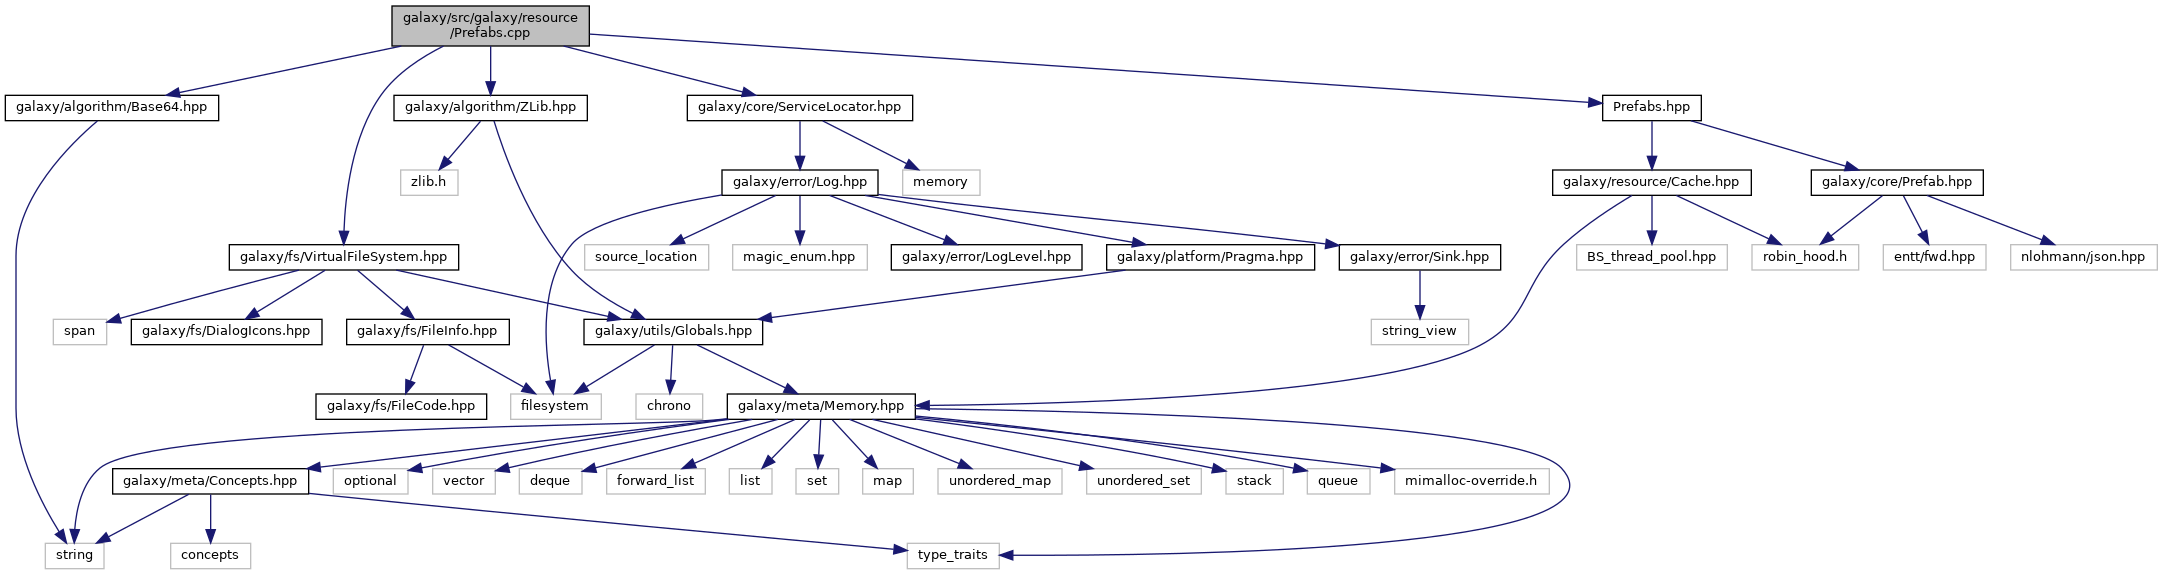 galaxy/src/galaxy/resource
/Prefabs.cpp
galaxy/algorithm/Base64.hpp
galaxy/algorithm/ZLib.hpp
galaxy/core/ServiceLocator.hpp
Prefabs.hpp
zlib.h
galaxy/error/Log.hpp
memory
galaxy/resource/Cache.hpp
galaxy/core/Prefab.hpp
galaxy/fs/VirtualFileSystem.hpp
source_location
magic_enum.hpp
galaxy/error/LogLevel.hpp
galaxy/platform/Pragma.hpp
galaxy/error/Sink.hpp
BS_thread_pool.hpp
robin_hood.h
entt/fwd.hpp
nlohmann/json.hpp
span
galaxy/fs/DialogIcons.hpp
galaxy/fs/FileInfo.hpp
galaxy/utils/Globals.hpp
string_view
galaxy/fs/FileCode.hpp
filesystem
chrono
galaxy/meta/Memory.hpp
galaxy/meta/Concepts.hpp
optional
vector
deque
forward_list
list
set
map
unordered_map
unordered_set
stack
queue
mimalloc-override.h
string
concepts
type_traits